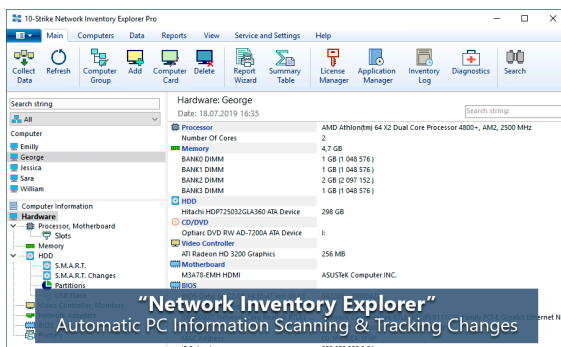 10-Strike Network Inventory Explorer Pro
Main Computers Data Reports View Service and Settings Help
Collect Data
Refresh
Computer Group
Add
Computer Card
Delete
Report Wizard
Summary Table
License Manager
Application Manager
Inventory Log
Diagnostics
Search
Search string
All
Computer
Emilly
George
Jessica
Sara
William
Computer Information
Hardware
Processor, Motherboard
Slots
Memory
HDD
S.M.A.R.T.
S.M.A.R.T. Changes
Partitions
Hardware: George
Date: 18.07.2019 16:35
Search string:
Processor AMD Athlon(tm) 64 X2 Dual Core Processor 4800+, AM2, 2500 MHz
Number Of Cores 2
Memory 4,7 GB
BANK0 DIMM 1 GB (1 048 576 )
BANK1 DIMM 1 GB (1 048 576 )
BANK2 DIMM 2 GB (2 097 152 )
BANK3 DIMM 1 GB (1 048 576 )
HDD
Hitachi HDP725032GLA360 ATA Device 298 GB
CD/DVD
Optiarc DVD RW AD-7200A ATA Device I:
Video Controller
ATI Radeon HD 3200 Graphics 256 MB
Motherboard
M3A78-EMH HDMI ASUSTek Computer INC.
BIOS
“Network Inventory Explorer”
Automatic PC Information Scanning & Tracking Changes